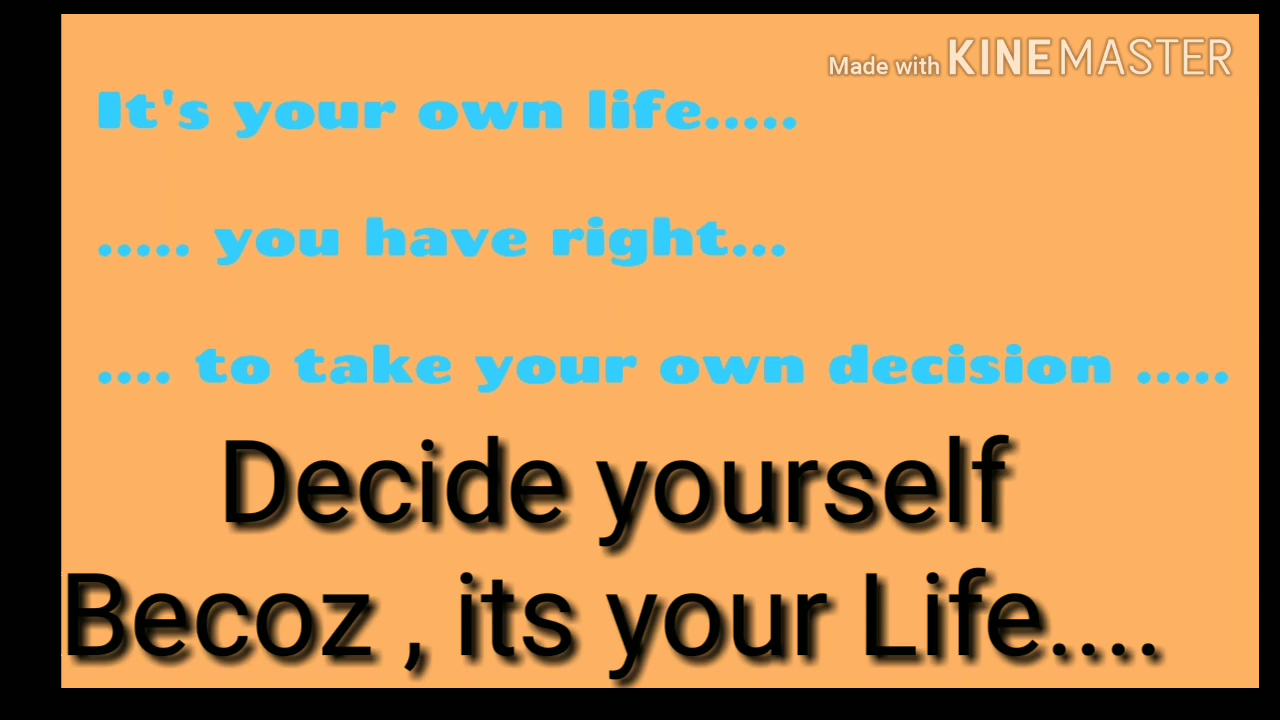 Made with KINEMASTER
It's your own life.....
..... you have right...
.... to take your own decision .....
Decide yourself
Becoz , its your Life....